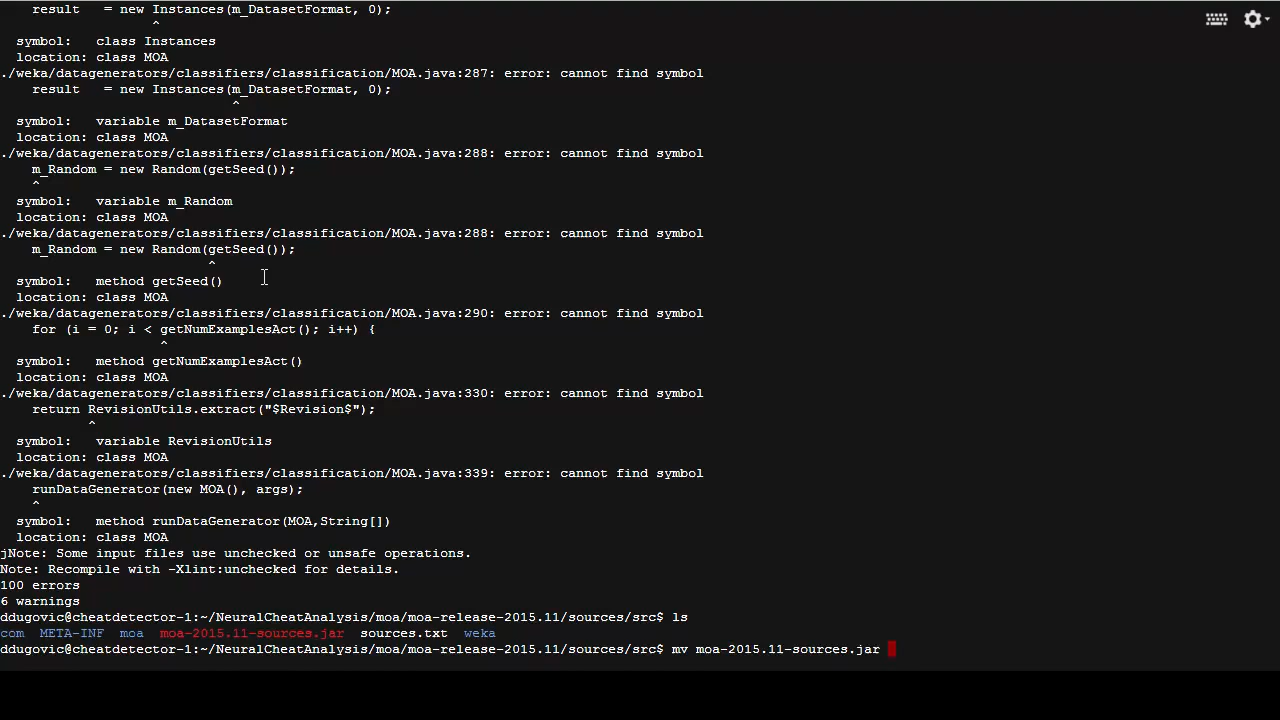 result   = new Instances(m_DatasetFormat, 0);
^
symbol:   class Instances
location: class MOA
./weka/datagenerators/classifiers/classification/MOA.java:287: error: cannot find symbol
result   = new Instances(m_DatasetFormat, 0);
^
symbol:   variable m_DatasetFormat
location: class MOA
./weka/datagenerators/classifiers/classification/MOA.java:288: error: cannot find symbol
m_Random = new Random(getSeed());
^
symbol:   variable m_Random
location: class MOA
./weka/datagenerators/classifiers/classification/MOA.java:288: error: cannot find symbol
m_Random = new Random(getSeed());
^
symbol:   method getSeed()
location: class MOA
./weka/datagenerators/classifiers/classification/MOA.java:290: error: cannot find symbol
for (i = 0; i < getNumExamplesAct(); i++) {
^
symbol:   method getNumExamplesAct()
location: class MOA
./weka/datagenerators/classifiers/classification/MOA.java:330: error: cannot find symbol
return RevisionUtils.extract("$Revision$");
^
symbol:   variable RevisionUtils
location: class MOA
./weka/datagenerators/classifiers/classification/MOA.java:339: error: cannot find symbol
runDataGenerator(new MOA(), args);
^
symbol:   method runDataGenerator(MOA,String[])
location: class MOA
jNote: Some input files use unchecked or unsafe operations.
Note: Recompile with -Xlint:unchecked for details.
100 errors
6 warnings
ddugovic@cheatdetector-1:~/NeuralCheatAnalysis/moa/moa-release-2015.11/sources/src$ ls
com  META-INF  moa  moa-2015.11-sources.jar  sources.txt  weka
ddugovic@cheatdetector-1:~/NeuralCheatAnalysis/moa/moa-release-2015.11/sources/src$ mv moa-2015.11-sources.jar